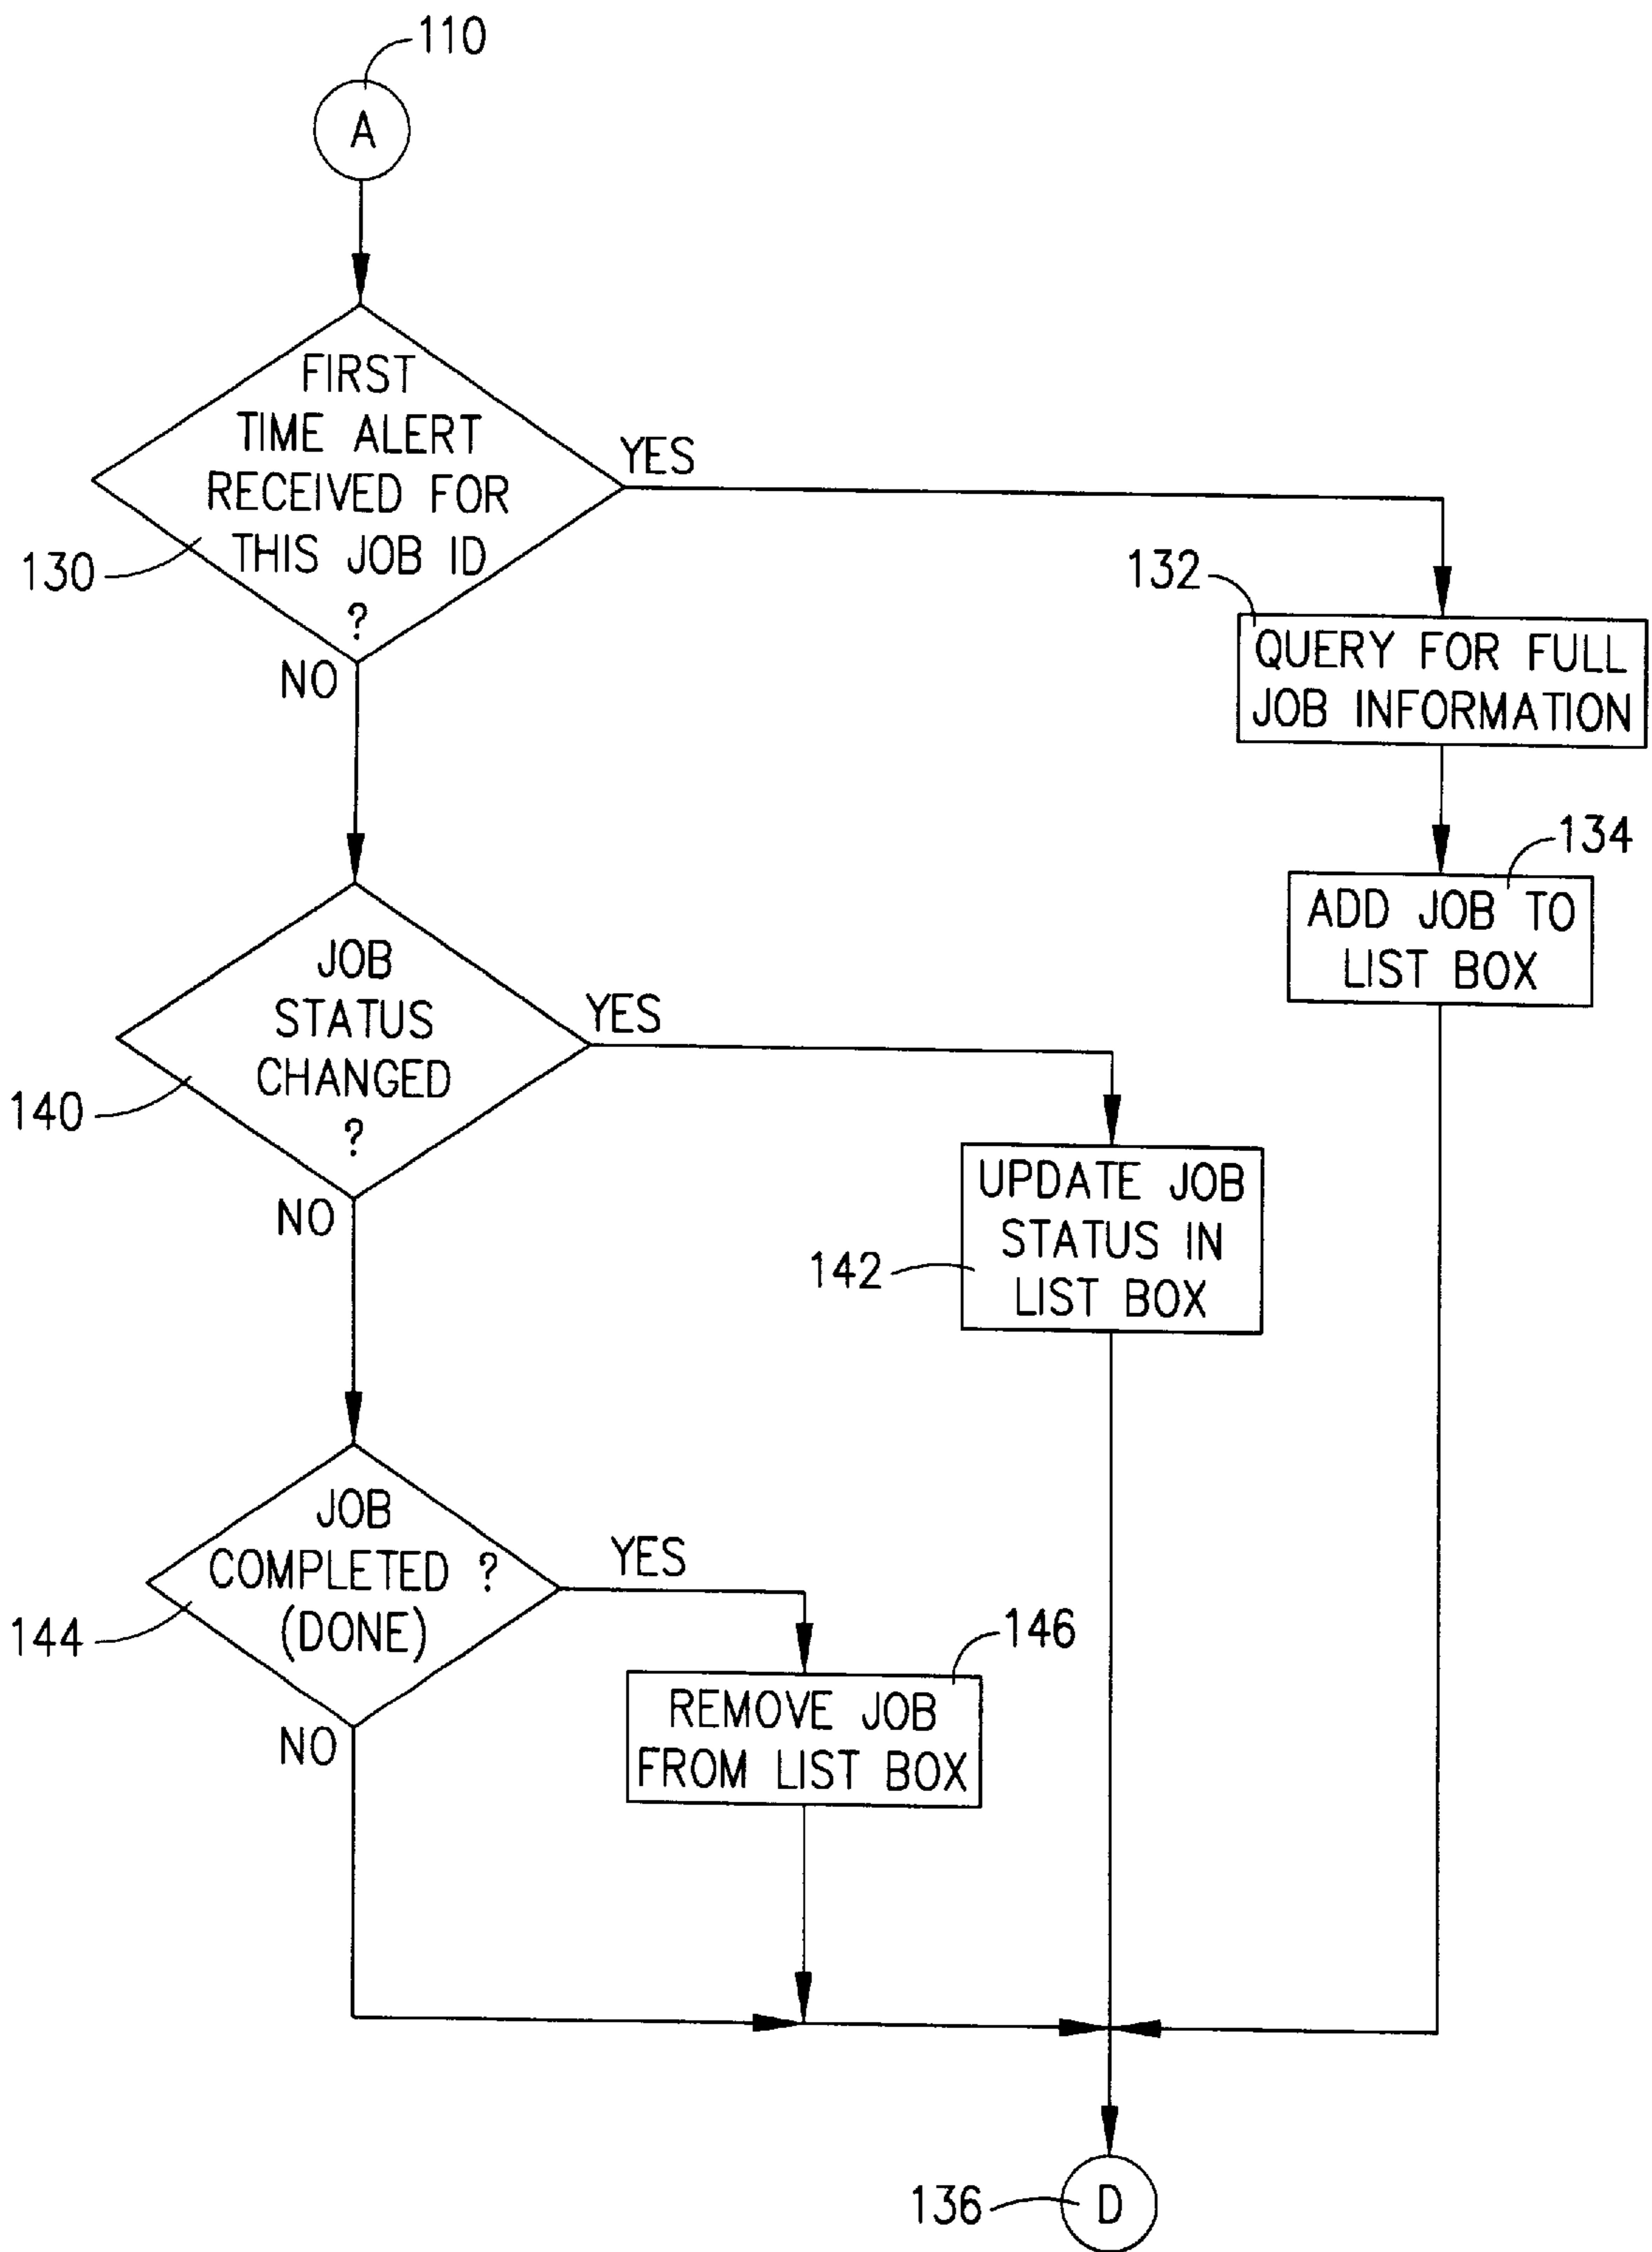 110
A
FIRST
TIME ALERT
RECEIVED FOR
THIS JOB ID
?
130
YES
NO
132
QUERY FOR FULL
JOB INFORMATION
134
ADD JOB TO
LIST BOX
JOB
STATUS
CHANGED
?
140
YES
NO
UPDATE JOB
STATUS IN
LIST BOX
142
JOB
COMPLETED ?
(DONE)
144
YES
NO
146
REMOVE JOB
FROM LIST BOX
136
D